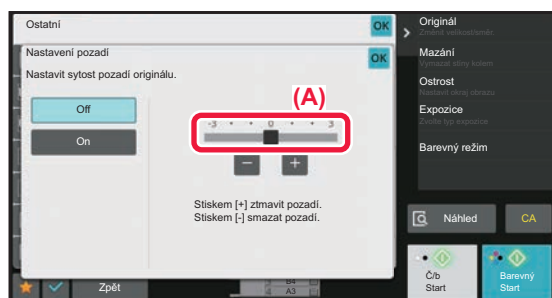 Ostatní
OK
Nastavení pozadí
OK
Nastavit sytost pozadí originálu.
Off
On
(A)
-3 • • 0 • • 3
− +
Stiskem [+] ztmavit pozadí.
Stiskem [-] smazat pozadí.
Originál
Změnit velikost/směr.
Mazání
Vymazat stíny kolem
Ostrost
Nastavit okraj obrazu
Expozice
Zvolte typ expozice
Barevný režim
Náhled
CA
Č/b
Start
Barevný
Start
Zpět
B4
A3